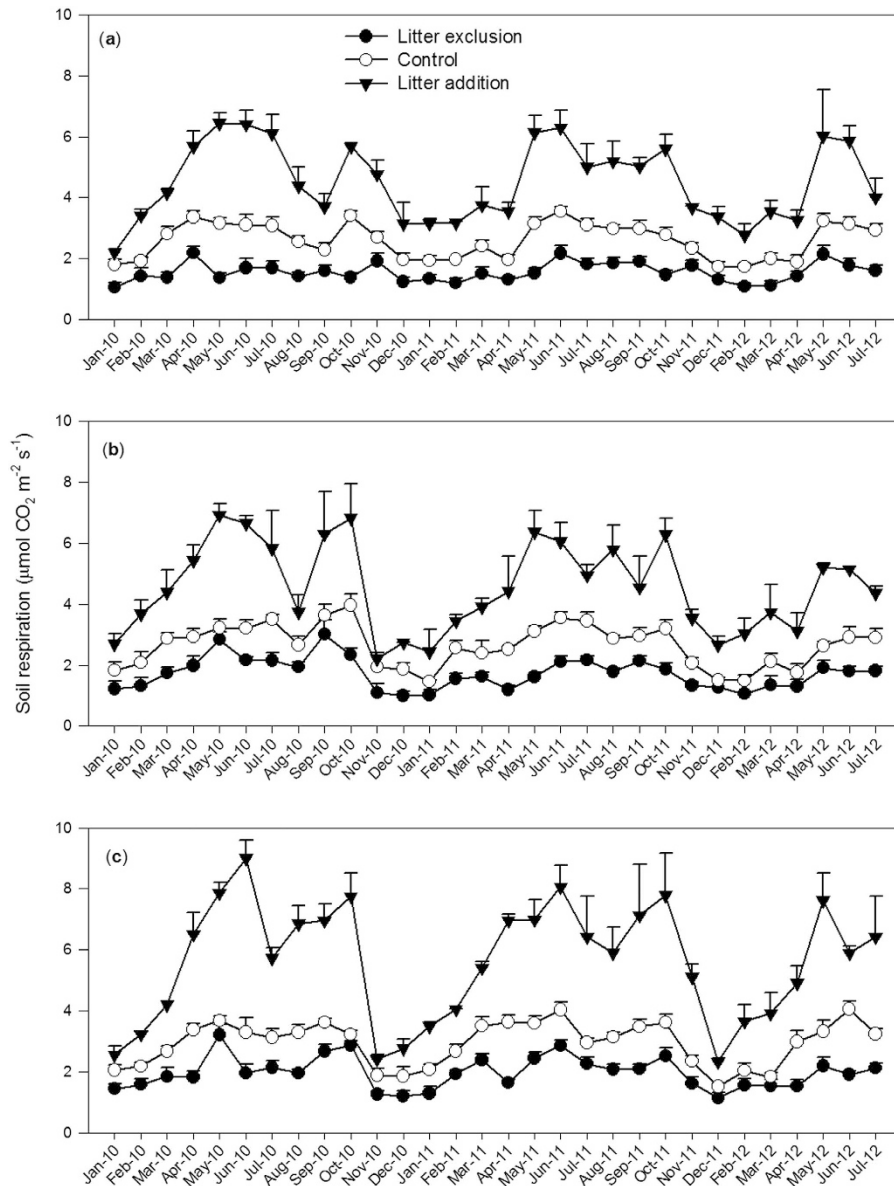 10
(a)
Litter exclusion
Control
Litter addition
8
6
4
2
0
Jan-10 Feb-10 Mar-10 Apr-10 May-10 Jun-10 Jul-10 Aug-10 Sep-10 Oct-10 Nov-10 Dec-10 Jan-11 Feb-11 Mar-11 Apr-11 May-11 Jun-11 Jul-11 Aug-11 Sep-11 Oct-11 Nov-11 Dec-11 Feb-12 Mar-12 Apr-12 May-12 Jun-12 Jul-12
Soil respiration (µmol CO₂ m⁻² s⁻¹)
10
(b)
8
6
4
2
0
Jan-10 Feb-10 Mar-10 Apr-10 May-10 Jun-10 Jul-10 Aug-10 Sep-10 Oct-10 Nov-10 Dec-10 Jan-11 Feb-11 Mar-11 Apr-11 May-11 Jun-11 Jul-11 Aug-11 Sep-11 Oct-11 Nov-11 Dec-11 Feb-12 Mar-12 Apr-12 May-12 Jun-12 Jul-12
10
(c)
8
6
4
2
0
Jan-10 Feb-10 Mar-10 Apr-10 May-10 Jun-10 Jul-10 Aug-10 Sep-10 Oct-10 Nov-10 Dec-10 Jan-11 Feb-11 Mar-11 Apr-11 May-11 Jun-11 Jul-11 Aug-11 Sep-11 Oct-11 Nov-11 Dec-11 Feb-12 Mar-12 Apr-12 May-12 Jun-12 Jul-12